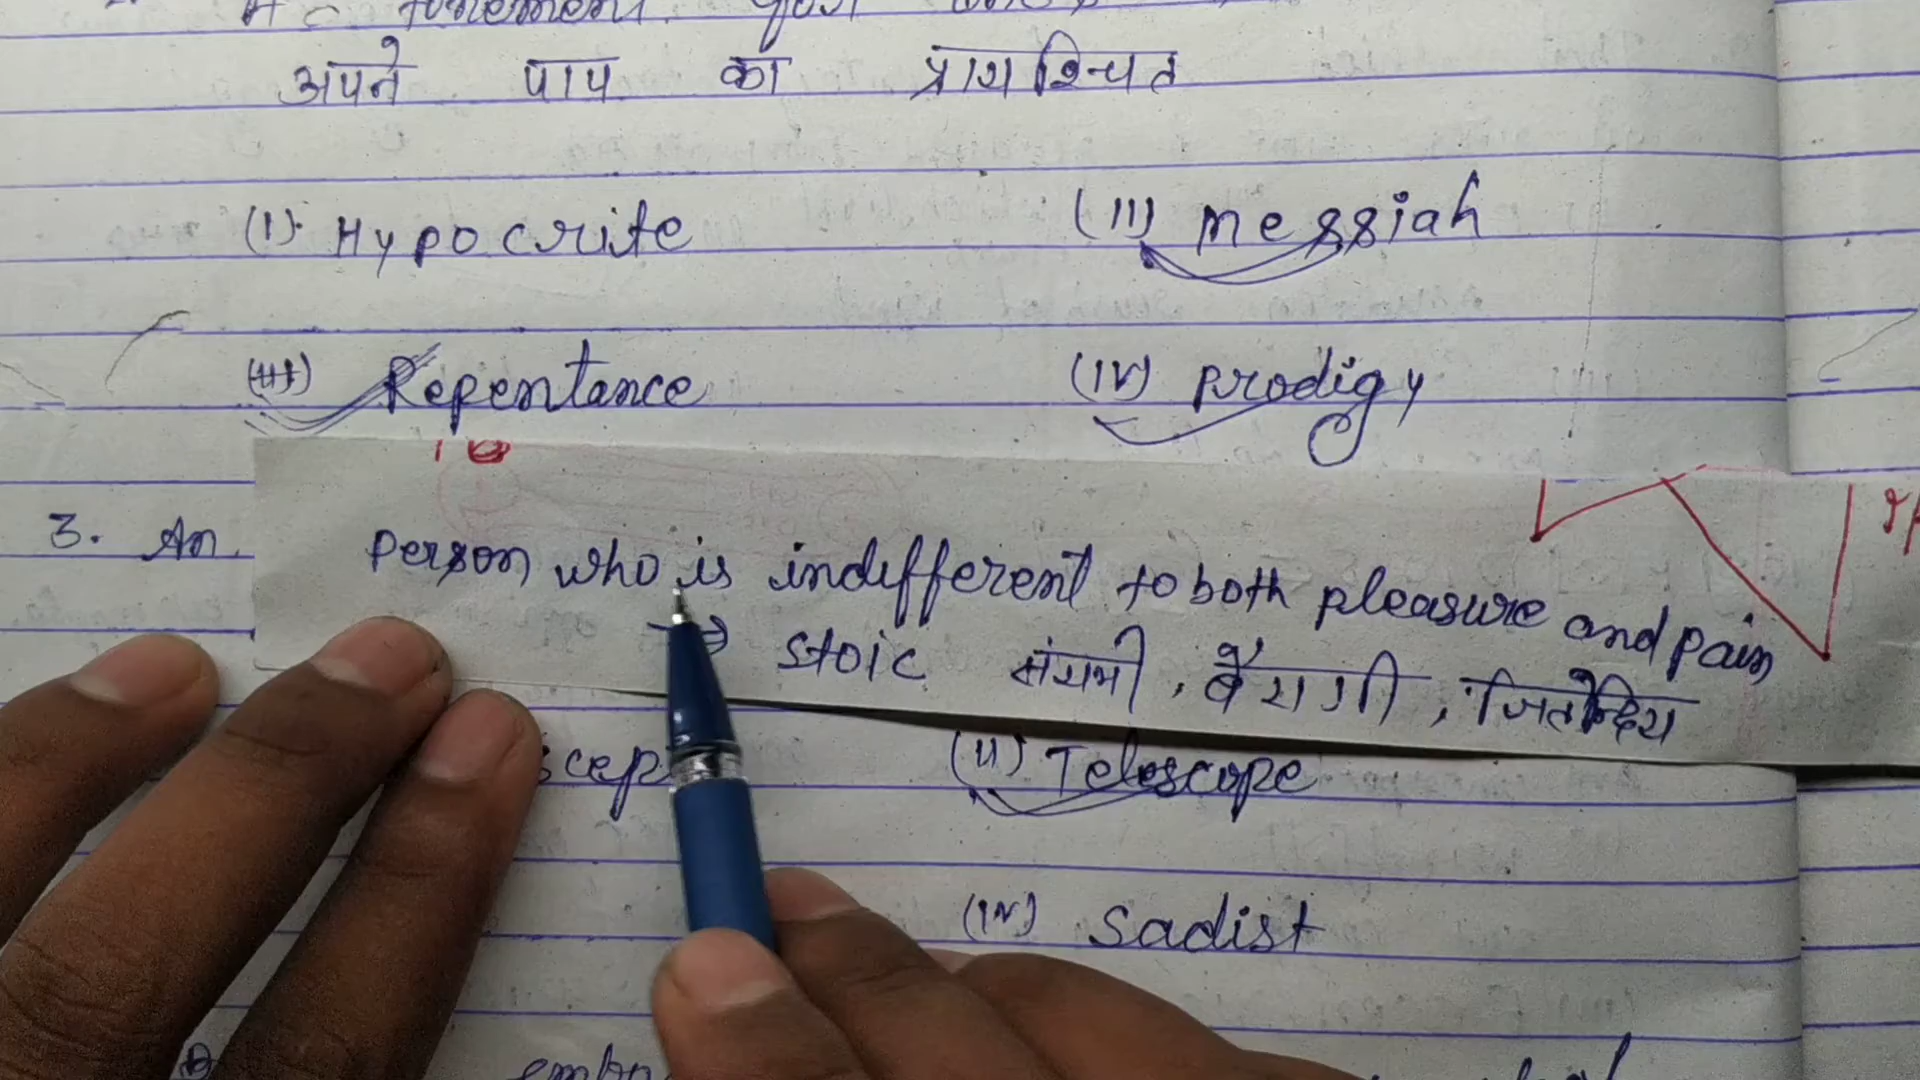 अपने पाप का प्रायश्चित
(I). Hypocrite (II) Messiah
(III) Repentance (IV) Prodigy
3. An
Person who is indifferent to both pleasure and pain
⇒ stoic संयमी, वैरागी, जितेन्द्रिय
(II) Telescope
(IV) Sadist